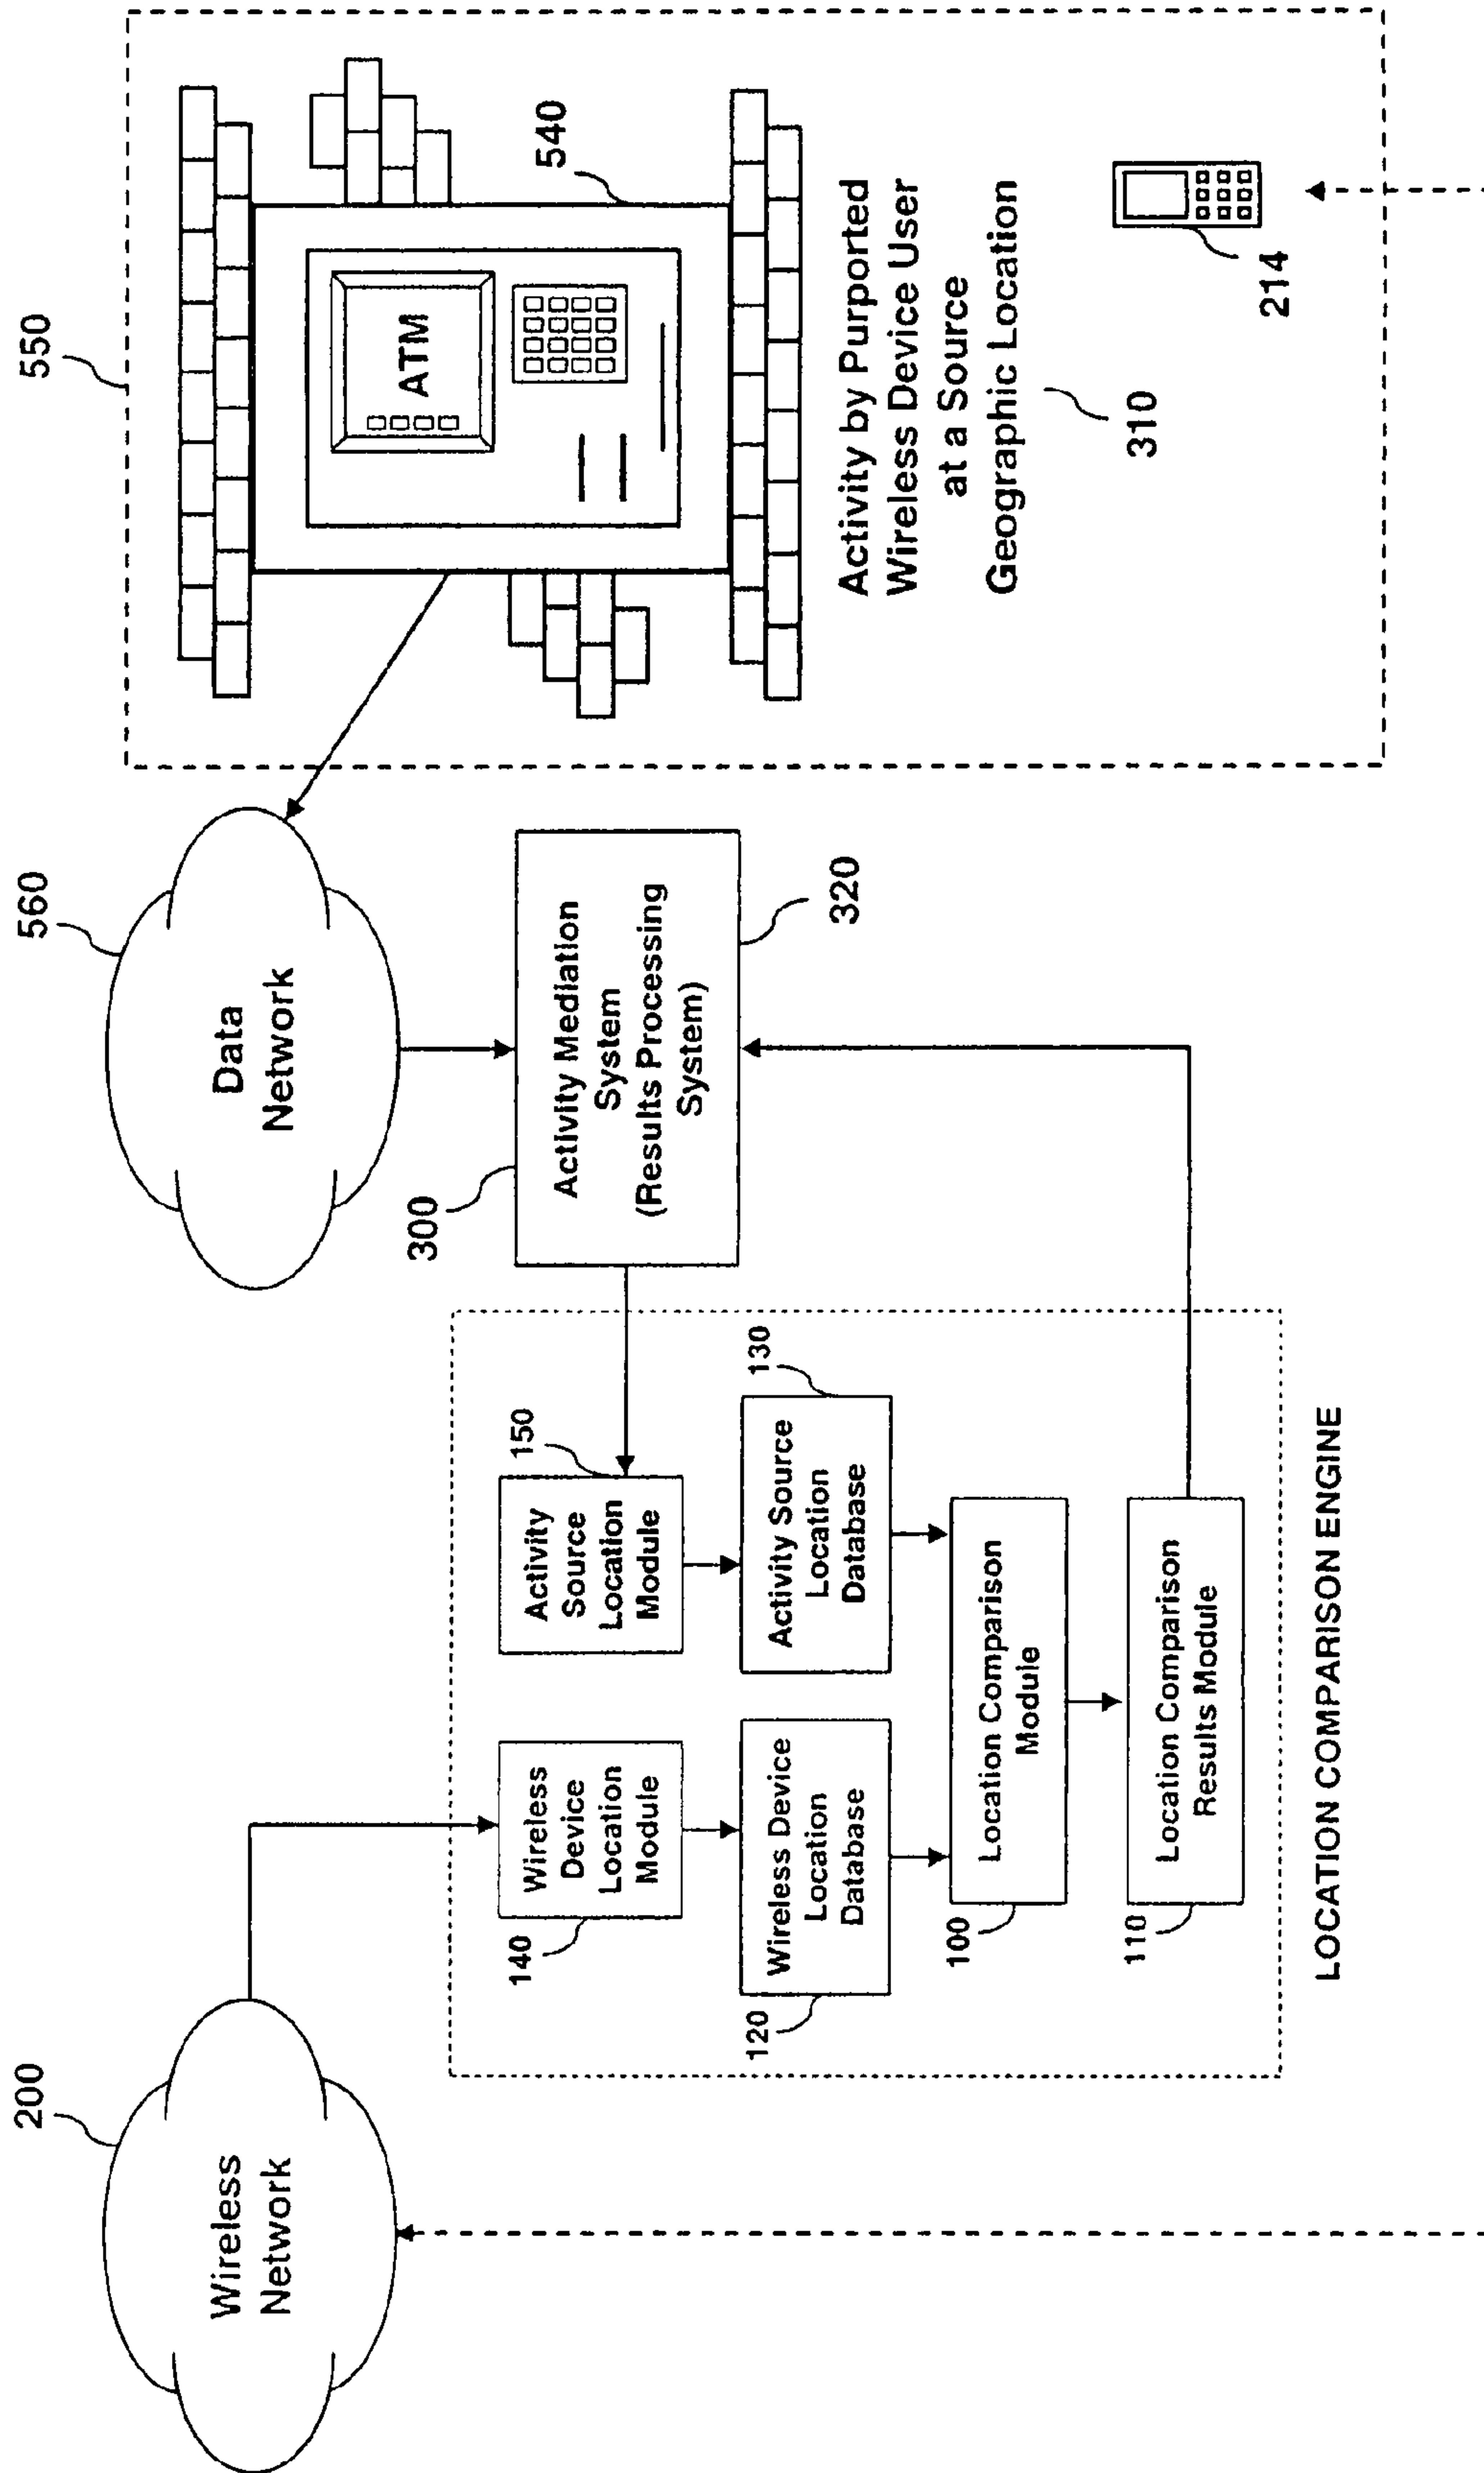 200
Wireless
Network
560
Data
Network
550
ATM
540
Activity by Purported
Wireless Device User
at a Source
Geographic Location
310
214
300
Activity Mediation
System
(Results Processing
System)
320
Wireless
Device
Location
Module
140
Activity
Source
Location
Module
150
Wireless Device
Location
Database
120
Activity Source
Location
Database
130
Location Comparison
Module
100
Location Comparison
Results Module
110
LOCATION COMPARISON ENGINE